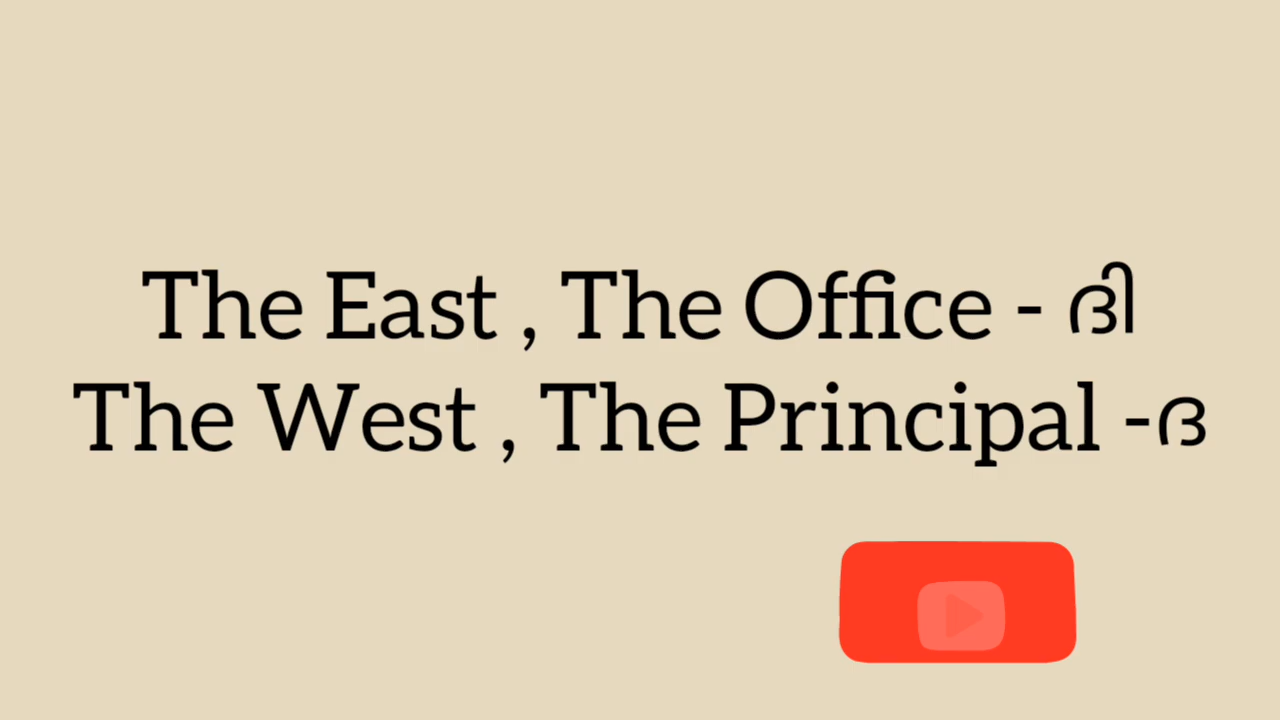 The East , The Office - ദി
The West , The Principal -ദ